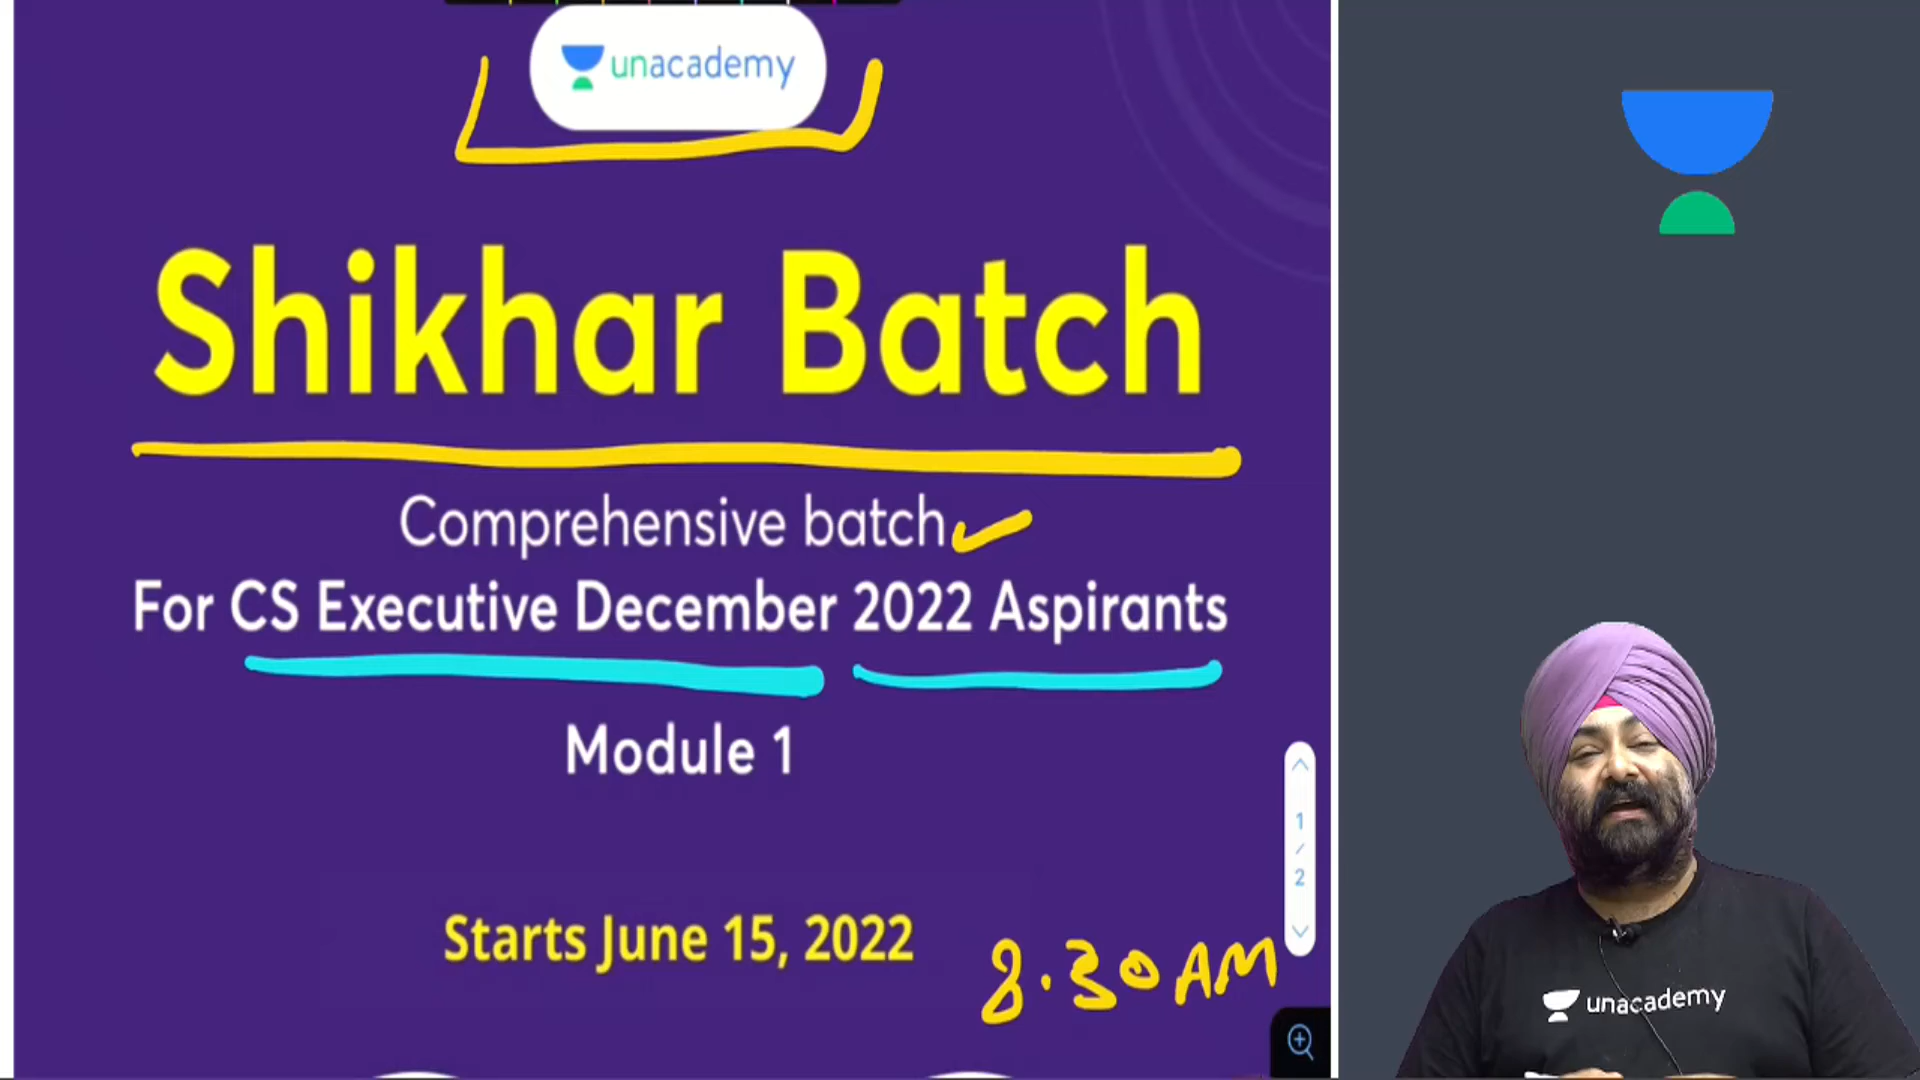 unacademy
Shikhar Batch
Comprehensive batch
For CS Executive December 2022 Aspirants
Module 1
Starts June 15, 2022
8.30 AM
1
/
2
unacademy